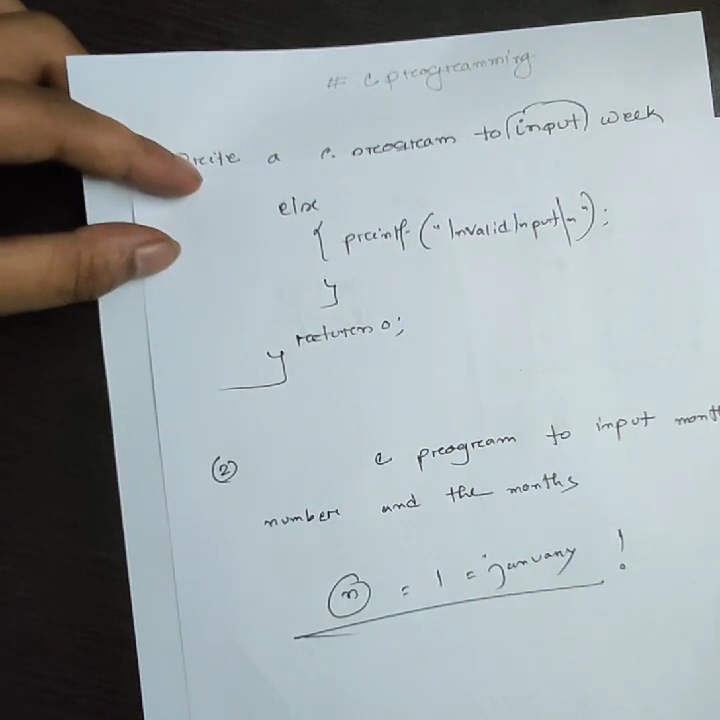 # C programming
write a C. program to input week
else
{ printf ("Invalid Input\n");
}
return 0;
}
② C program to input month
number and the months
n = 1 = january !